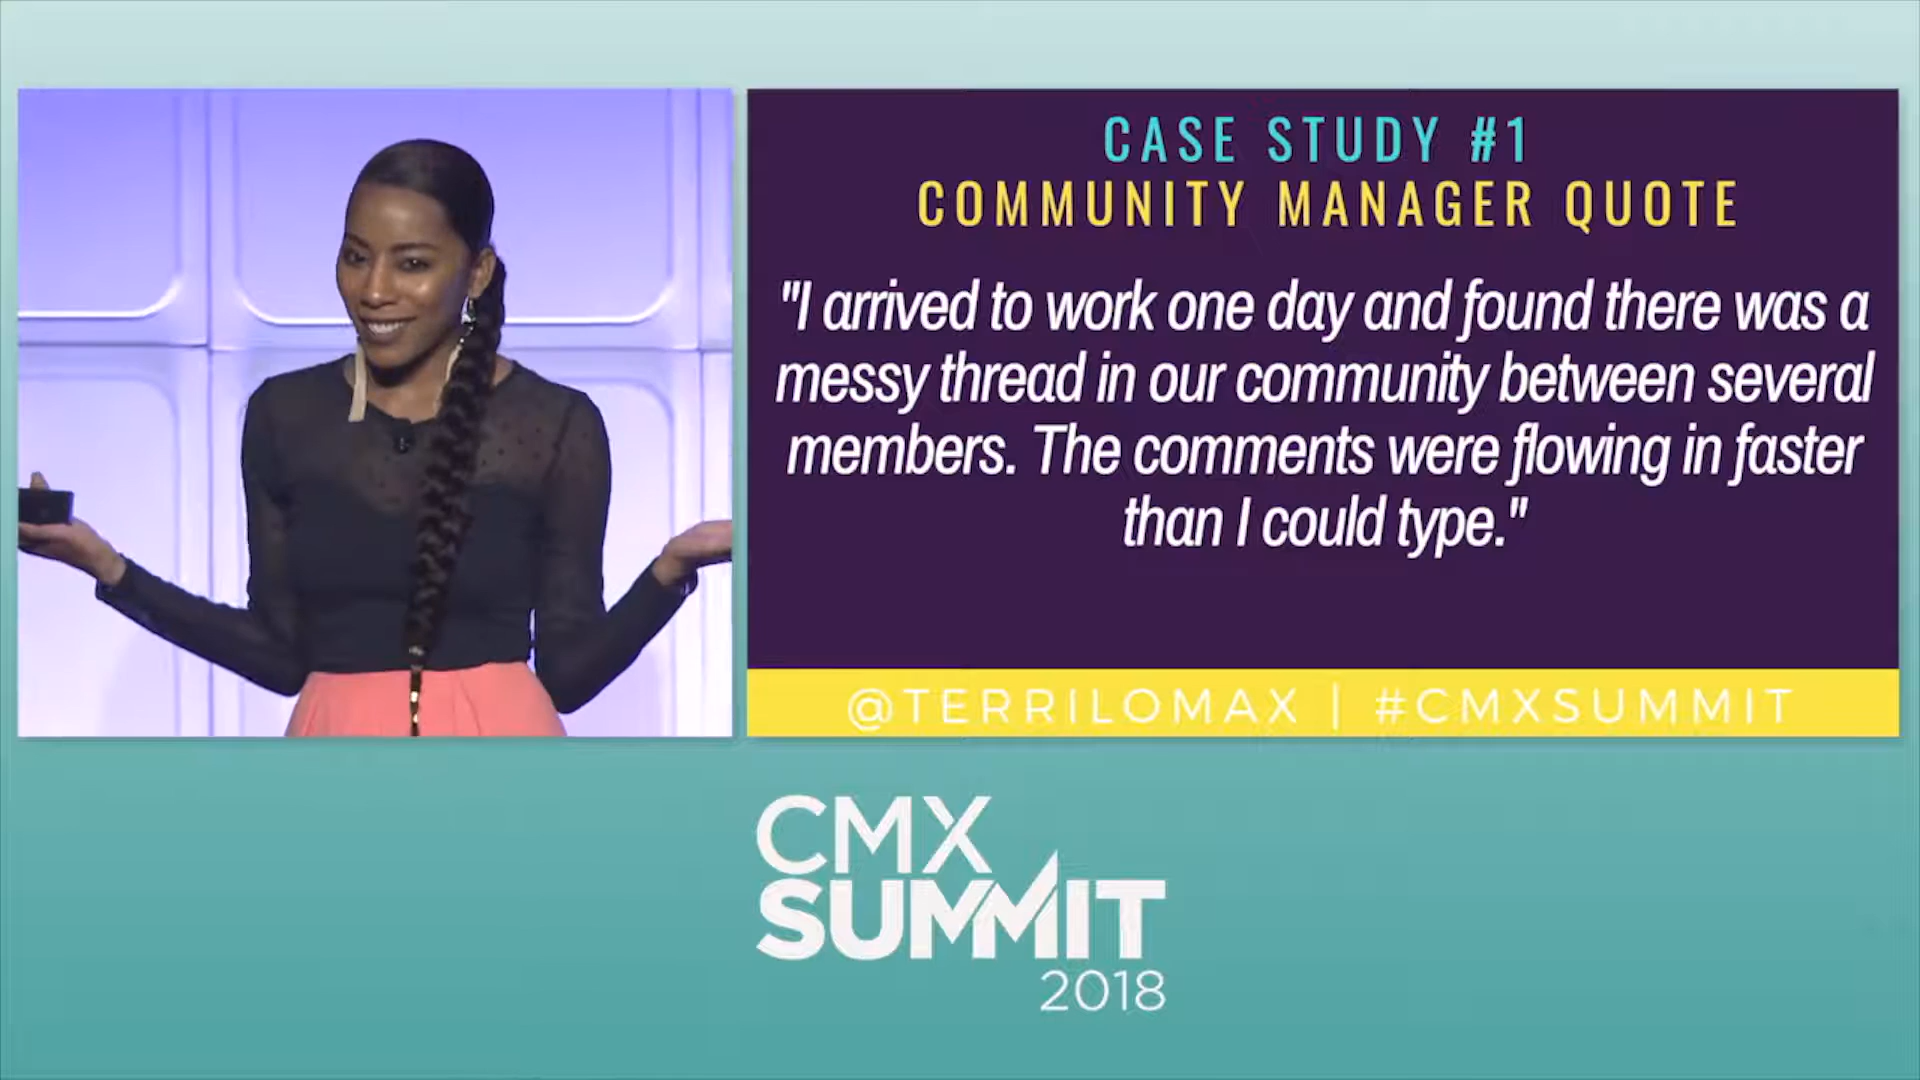 CASE STUDY #1
COMMUNITY MANAGER QUOTE
"I arrived to work one day and found there was a
messy thread in our community between several
members. The comments were flowing in faster
than I could type."
@TERRILOMAX | #CMXSUMMIT
CMX
SUMMIT
2018